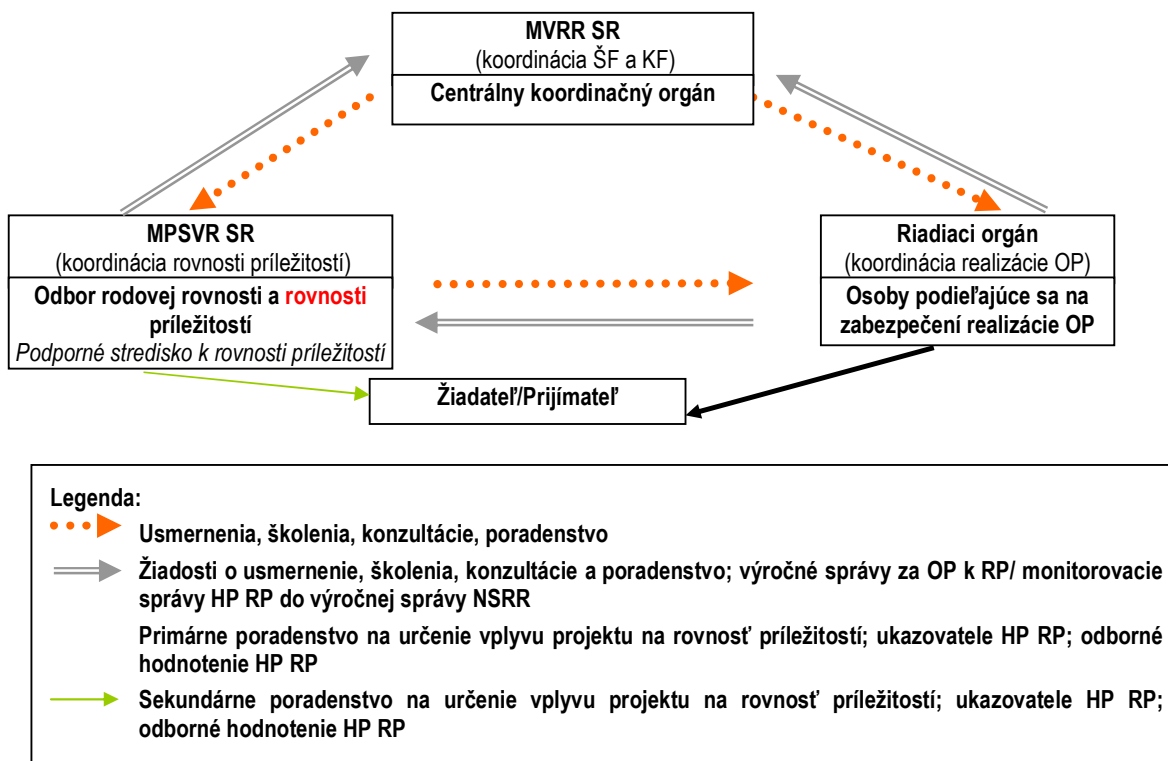 MVRR SR
(koordinácia ŠF a KF)
Centrálny koordinačný orgán
MPSVR SR
(koordinácia rovnosti príležitostí)
Odbor rodovej rovnosti a rovnosti
príležitostí
Podporné stredisko k rovnosti príležitostí
Riadiaci orgán
(koordinácia realizácie OP)
Osoby podieľajúce sa na
zabezpečení realizácie OP
Žiadateľ/Prijímateľ
Legenda:
Usmernenia, školenia, konzultácie, poradenstvo
Žiadosti o usmernenie, školenia, konzultácie a poradenstvo; výročné správy za OP k RP/ monitorovacie
správy HP RP do výročnej správy NSRR
Primárne poradenstvo na určenie vplyvu projektu na rovnosť príležitostí; ukazovatele HP RP; odborné
hodnotenie HP RP
Sekundárne poradenstvo na určenie vplyvu projektu na rovnosť príležitostí; ukazovatele HP RP;
odborné hodnotenie HP RP